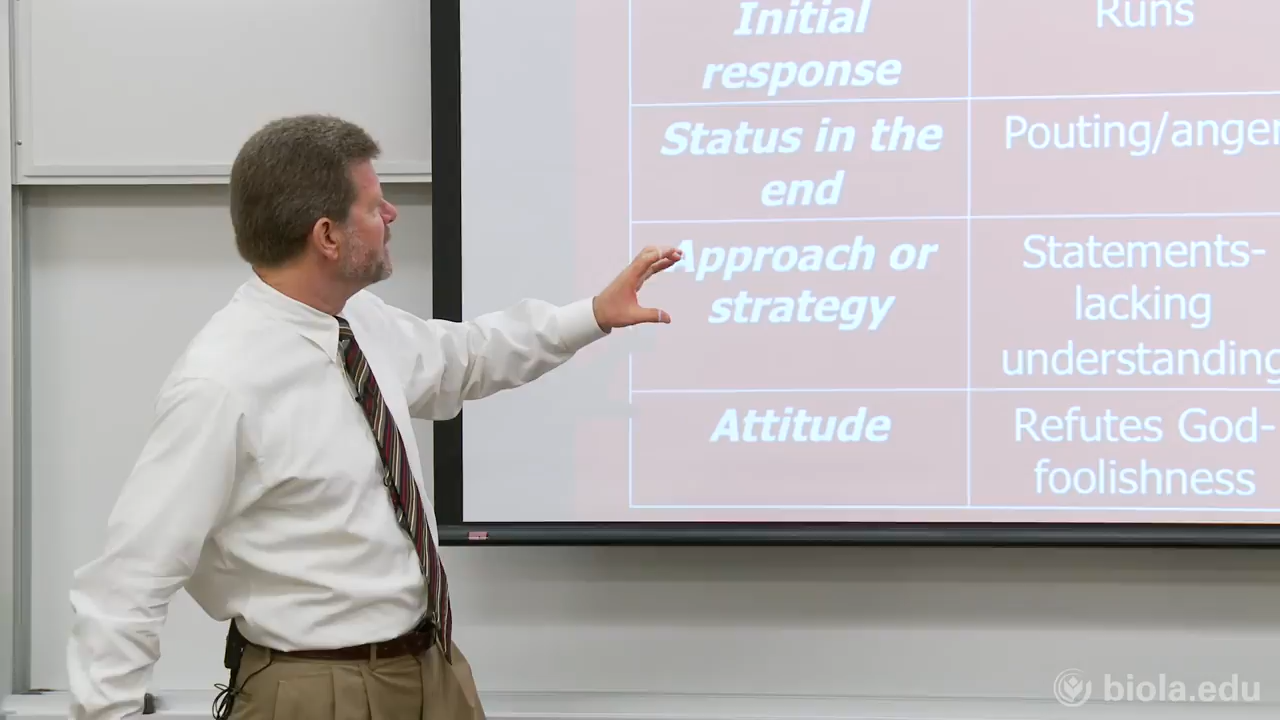 Initial
response
Runs
Status in the
end
Pouting/anger
Approach or
strategy
Statements-
lacking
understanding
Attitude
Refutes God-
foolishness
biola.edu